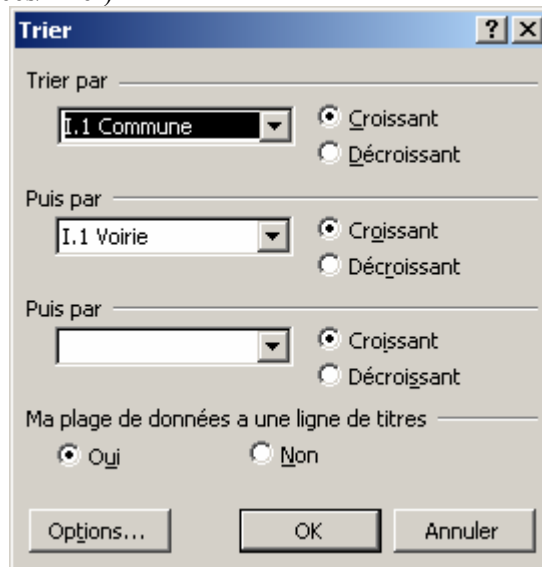 Trier
Trier par
I.1 Commune
Croissant
Décroissant
Puis par
I.1 Voirie
Croissant
Décroissant
Puis par
Croissant
Décroissant
Ma plage de données a une ligne de titres
Oui
Non
Options...
OK
Annuler